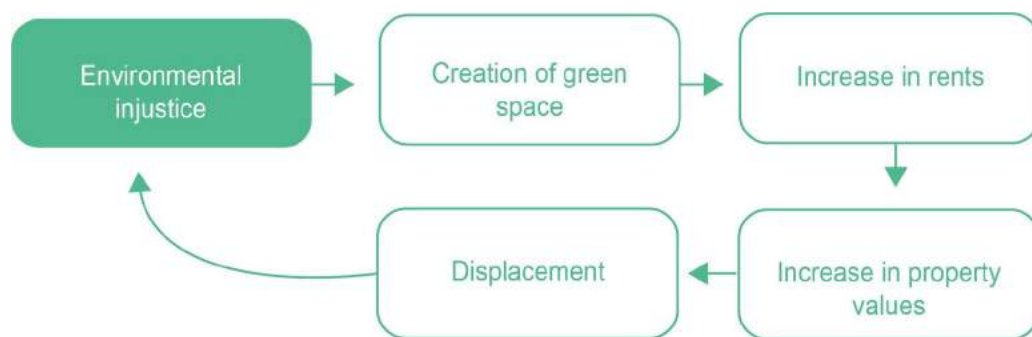 Environmental
injustice
Creation of green
space
Increase in rents
Increase in property
values
Displacement